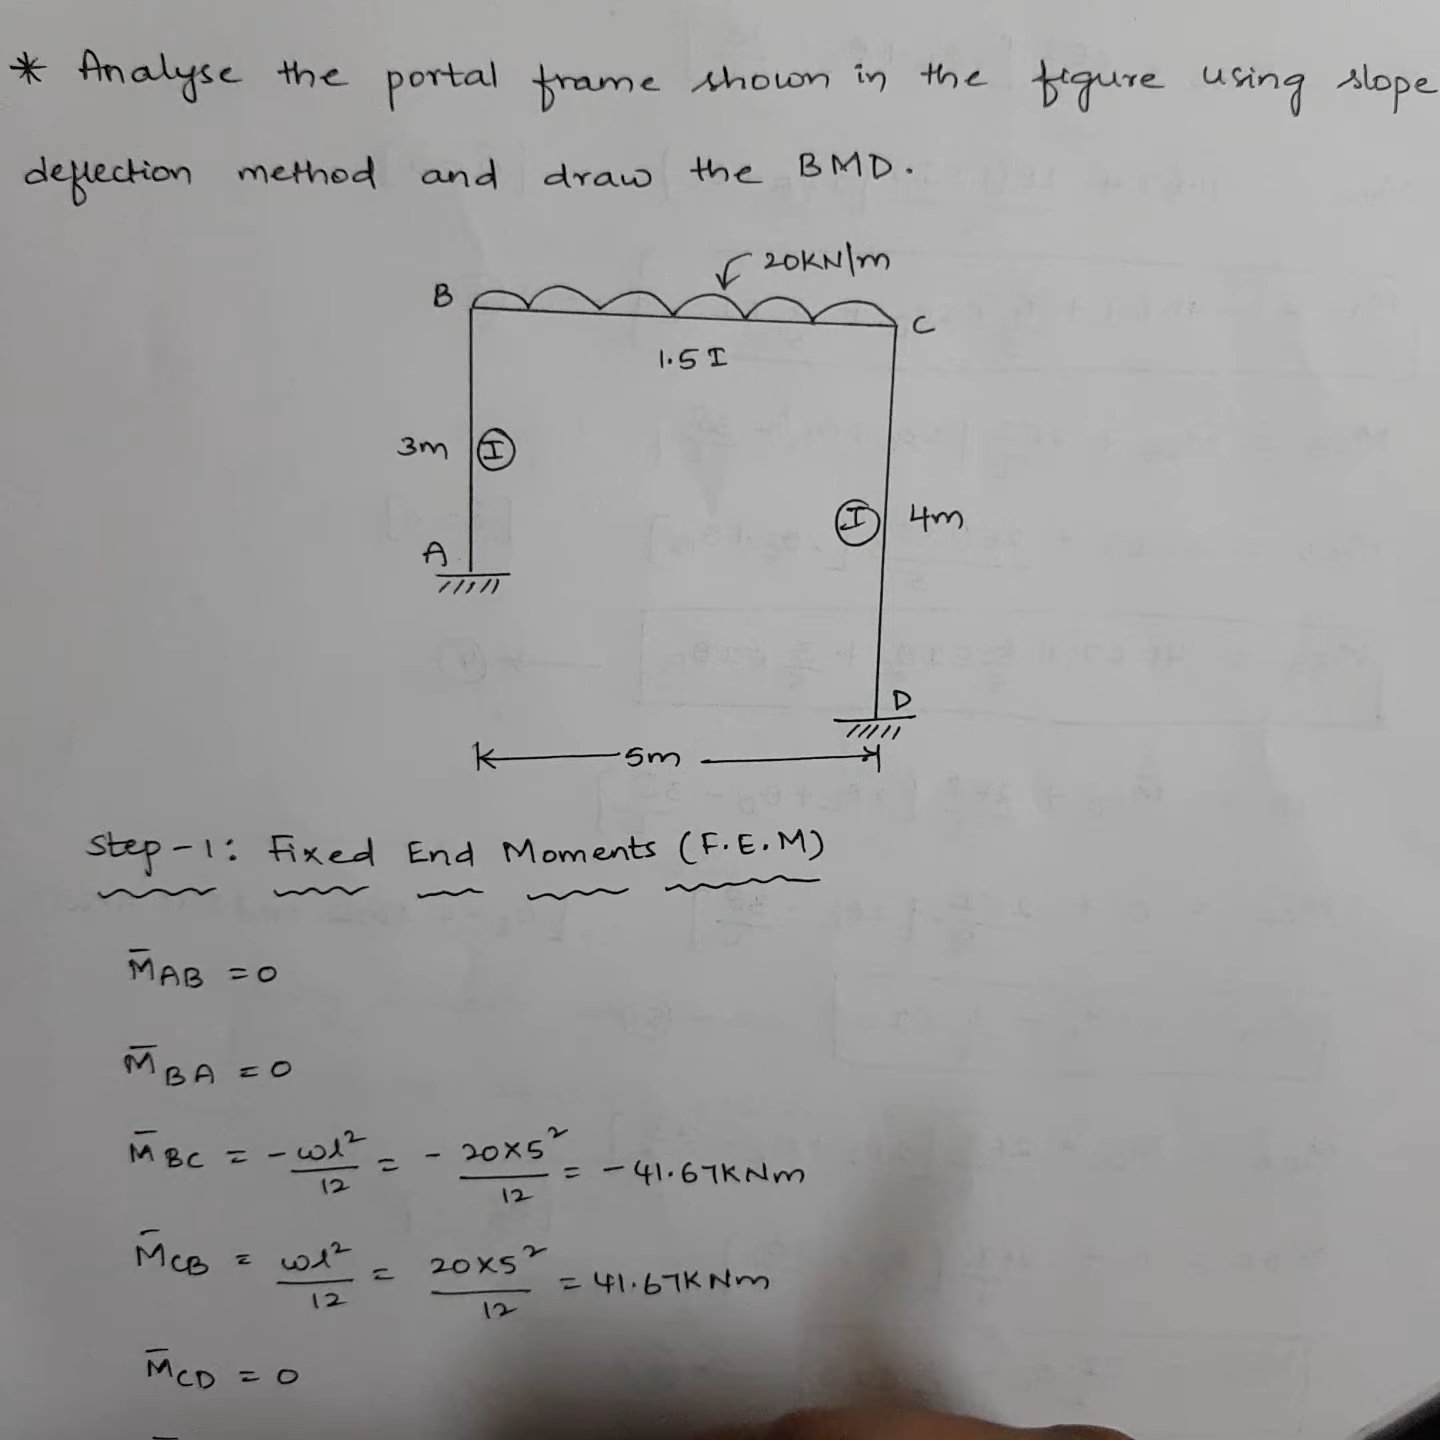 * Analyse the portal frame shown in the figure using slope
deflection method and draw the BMD.
20KN/m
B
C
1.5 I
3m
I
I
4m
A
D
5m
Step-1: Fixed End Moments (F.E.M)
M̅AB = 0
M̅BA = 0
M̅BC = -wl²/12 = - 20×5²/12 = -41.67KNm
M̅CB = wl²/12 = 20×5²/12 = 41.67KNm
M̅CD = 0